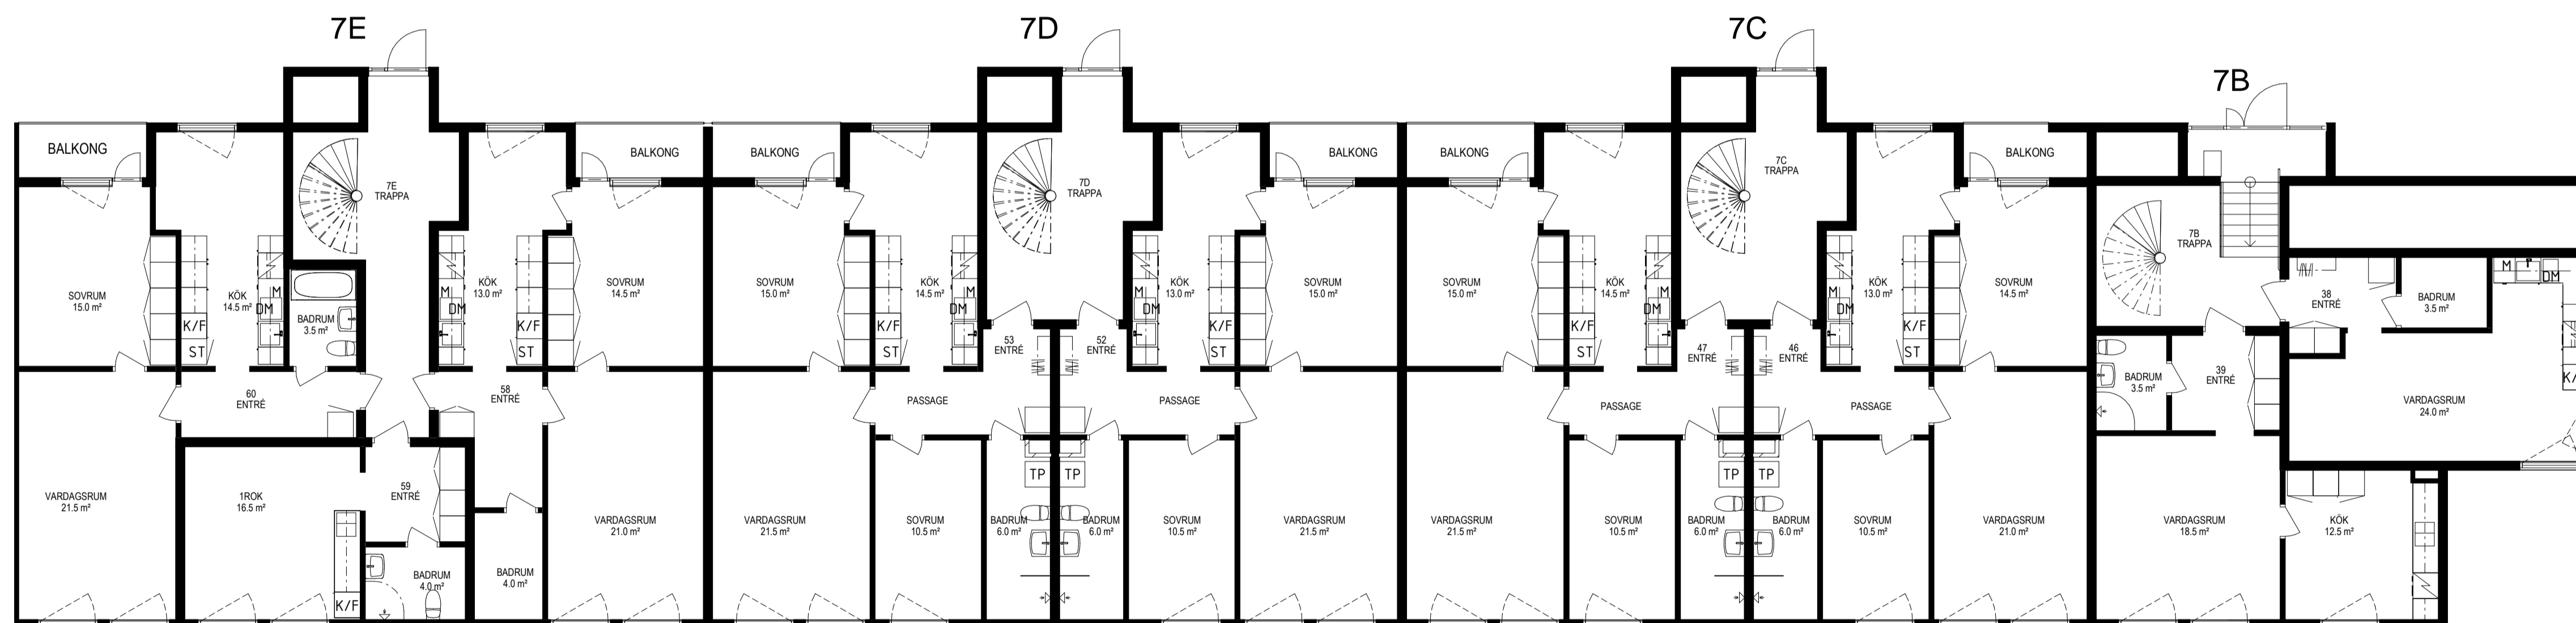 7E
7D
7C
7B
BALKONG
BALKONG
BALKONG
BALKONG
BALKONG
BALKONG
7E
TRAPPA
7D
TRAPPA
7C
TRAPPA
7B
TRAPPA
SOVRUM
15.0 m²
KÖK
14.5 m²
M
DM
K/F
ST
BADRUM
3.5 m²
M
DM
KÖK
13.0 m²
K/F
ST
SOVRUM
14.5 m²
SOVRUM
15.0 m²
KÖK
14.5 m²
M
DM
K/F
ST
53
ENTRÉ
52
ENTRÉ
M
DM
KÖK
13.0 m²
K/F
ST
SOVRUM
15.0 m²
SOVRUM
15.0 m²
KÖK
14.5 m²
M
DM
K/F
ST
47
ENTRÉ
46
ENTRÉ
M
DM
KÖK
13.0 m²
K/F
ST
SOVRUM
14.5 m²
38
ENTRÉ
BADRUM
3.5 m²
M
DM
BADRUM
3.5 m²
39
ENTRÉ
VARDAGSRUM
24.0 m²
K/
60
ENTRÉ
58
ENTRÉ
PASSAGE
PASSAGE
PASSAGE
PASSAGE
VARDAGSRUM
21.5 m²
1ROK
16.5 m²
K/F
59
ENTRÉ
BADRUM
4.0 m²
BADRUM
4.0 m²
VARDAGSRUM
21.0 m²
VARDAGSRUM
21.5 m²
SOVRUM
10.5 m²
TP
BADRUM
6.0 m²
TP
BADRUM
6.0 m²
SOVRUM
10.5 m²
VARDAGSRUM
21.5 m²
VARDAGSRUM
21.5 m²
SOVRUM
10.5 m²
TP
BADRUM
6.0 m²
TP
BADRUM
6.0 m²
SOVRUM
10.5 m²
VARDAGSRUM
21.0 m²
VARDAGSRUM
18.5 m²
KÖK
12.5 m²